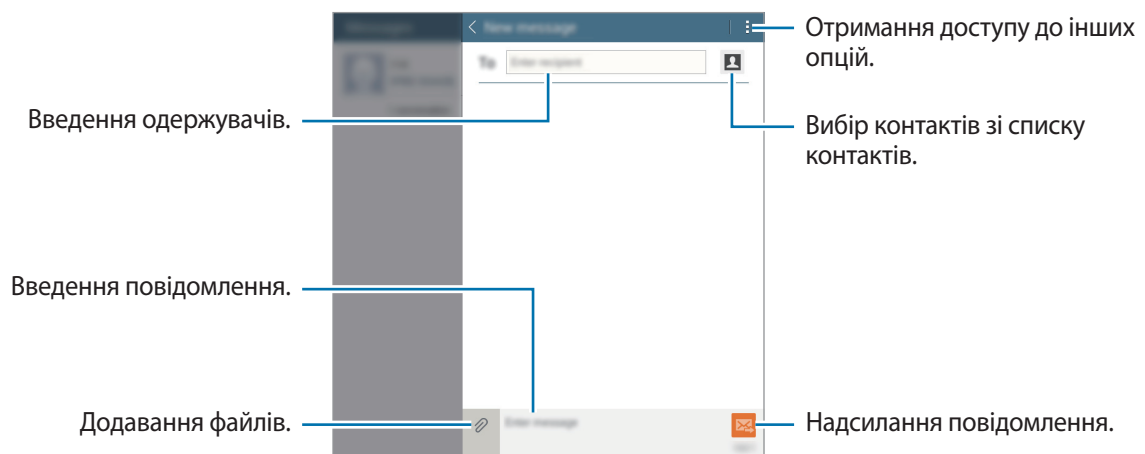 Messages
New message
Отримання доступу до інших
опцій.
To
Enter recipient
Введення одержувачів.
Вибір контактів зі списку
контактів.
Введення повідомлення.
Додавання файлів.
Enter message
Надсилання повідомлення.